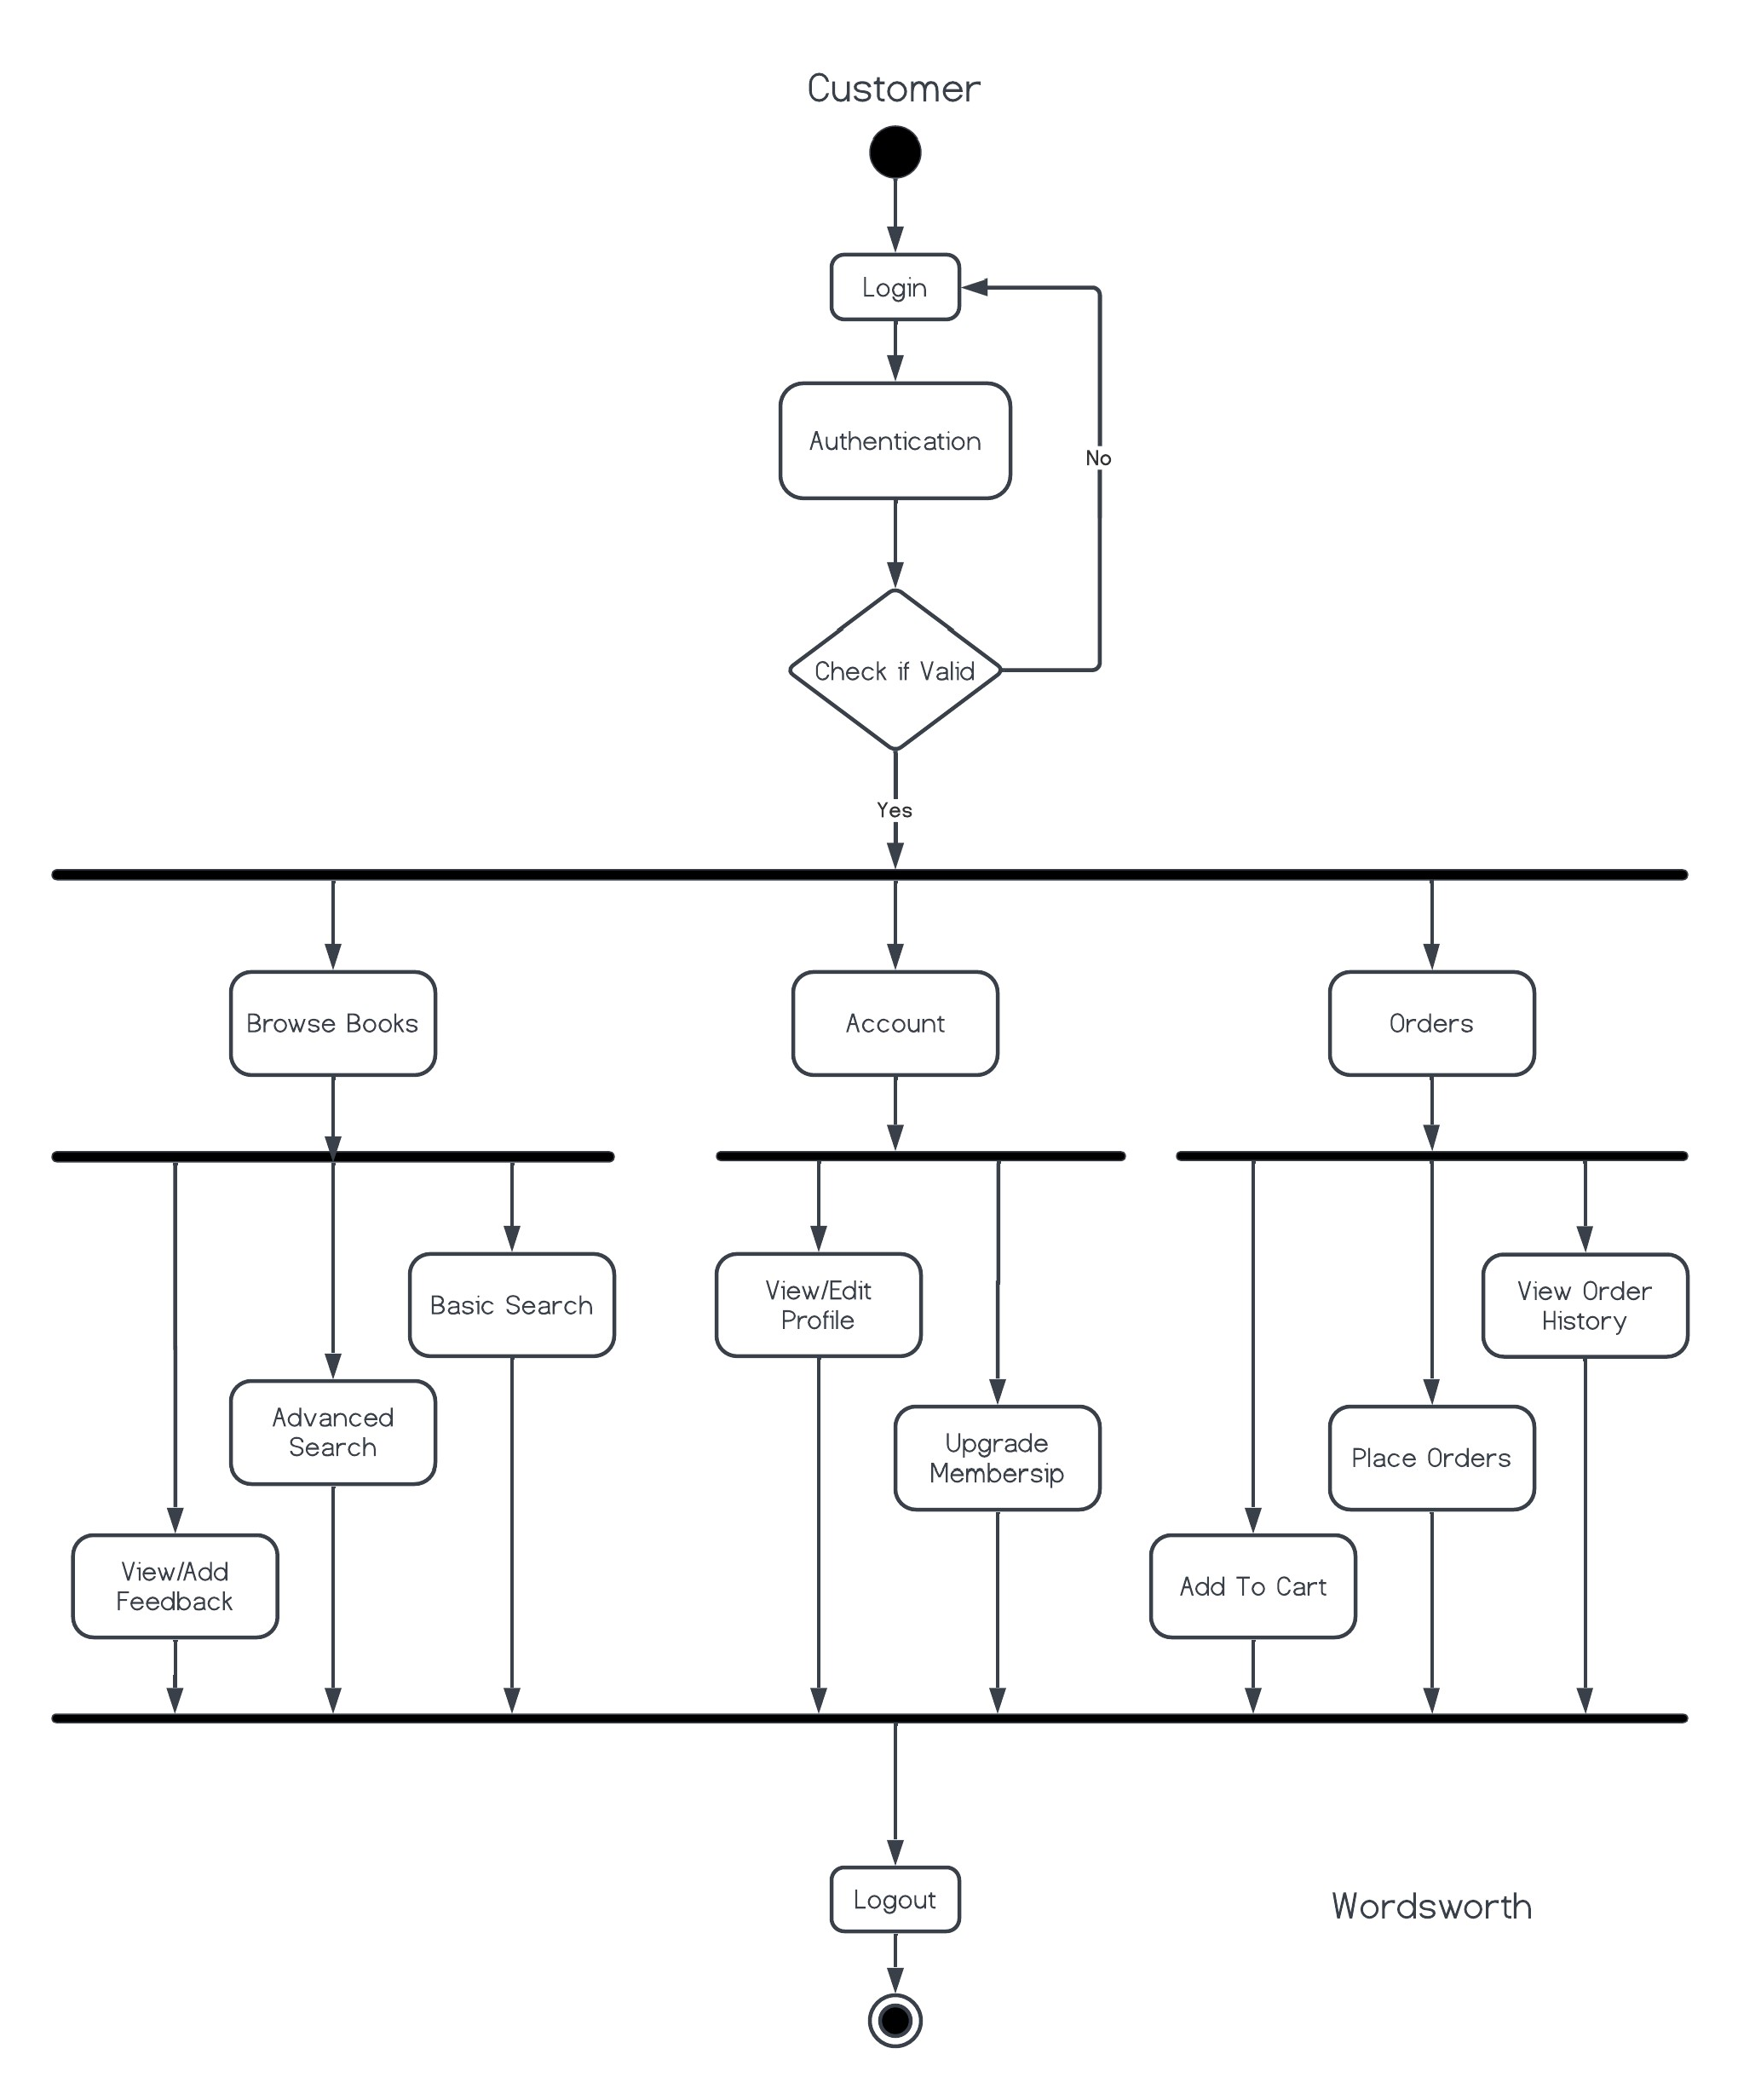 Customer
Login
Authentication
No
Check if Valid
Yes
Browse Books
Account
Orders
Basic Search
View/Edit
Profile
View Order
History
Advanced
Search
Upgrade
Membersip
Place Orders
View/Add
Feedback
Add To Cart
Logout
Wordsworth